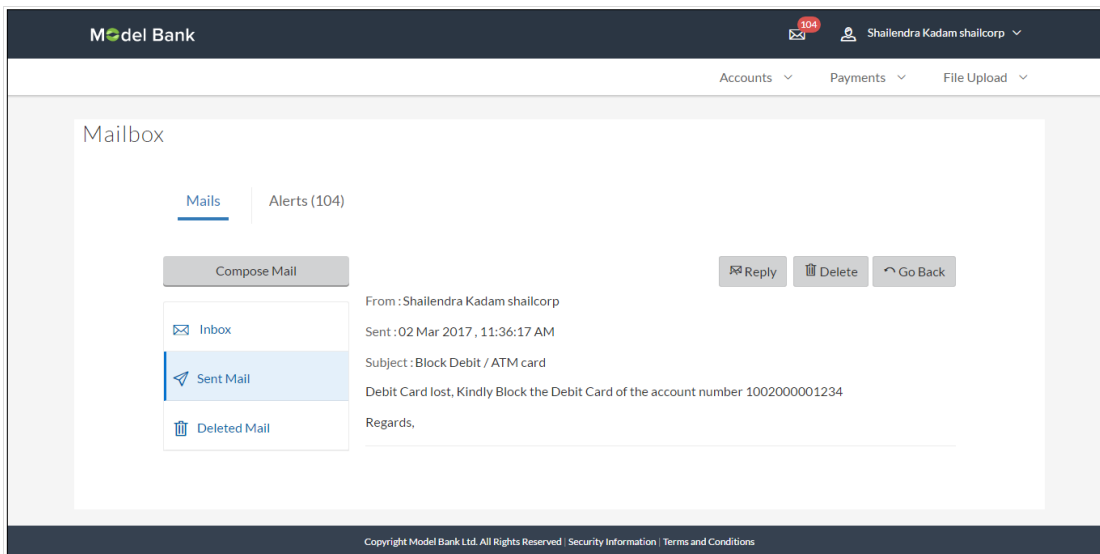 Model Bank
104
Shailendra Kadam shailcorp
Accounts Payments File Upload
Mailbox
Mails Alerts (104)
Compose Mail
Reply Delete Go Back
Inbox
Sent Mail
Deleted Mail
From : Shailendra Kadam shailcorp
Sent : 02 Mar 2017 , 11:36:17 AM
Subject : Block Debit / ATM card
Debit Card lost, Kindly Block the Debit Card of the account number 1002000001234
Regards,
Copyright Model Bank Ltd. All Rights Reserved | Security Information | Terms and Conditions